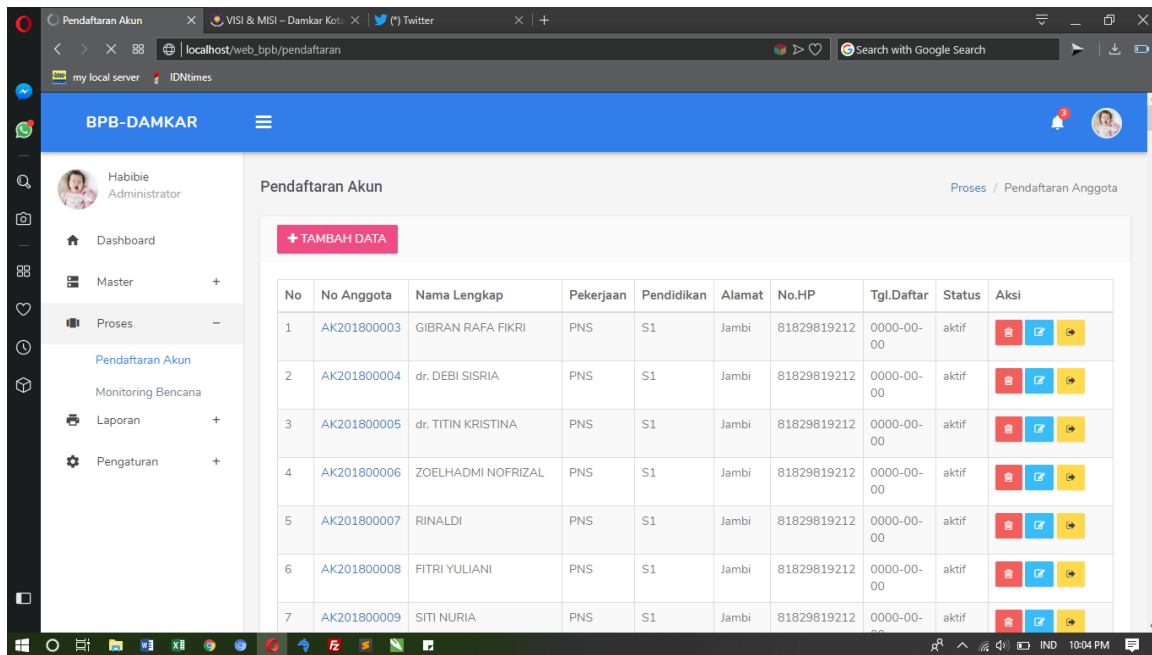 Pendaftaran Akun
VISI & MISI – Damkar Kota
(*) Twitter
localhost/web_bpb/pendaftaran
Search with Google Search
my local server
IDNtimes
BPB-DAMKAR
3
Habibie
Administrator
Pendaftaran Akun
Proses / Pendaftaran Anggota
Dashboard
Master +
Proses −
Pendaftaran Akun
Monitoring Bencana
Laporan +
Pengaturan +
+ TAMBAH DATA
No No Anggota Nama Lengkap Pekerjaan Pendidikan Alamat No.HP Tgl.Daftar Status Aksi
1 AK201800003 GIBRAN RAFA FIKRI PNS S1 Jambi 81829819212 0000-00-
00 aktif
2 AK201800004 dr. DEBI SISRIA PNS S1 Jambi 81829819212 0000-00-
00 aktif
3 AK201800005 dr. TITIN KRISTINA PNS S1 Jambi 81829819212 0000-00-
00 aktif
4 AK201800006 ZOELHADMI NOFRIZAL PNS S1 Jambi 81829819212 0000-00-
00 aktif
5 AK201800007 RINALDI PNS S1 Jambi 81829819212 0000-00-
00 aktif
6 AK201800008 FITRI YULIANI PNS S1 Jambi 81829819212 0000-00-
00 aktif
7 AK201800009 SITI NURIA PNS S1 Jambi 81829819212 0000-00- aktif
IND 10:04 PM